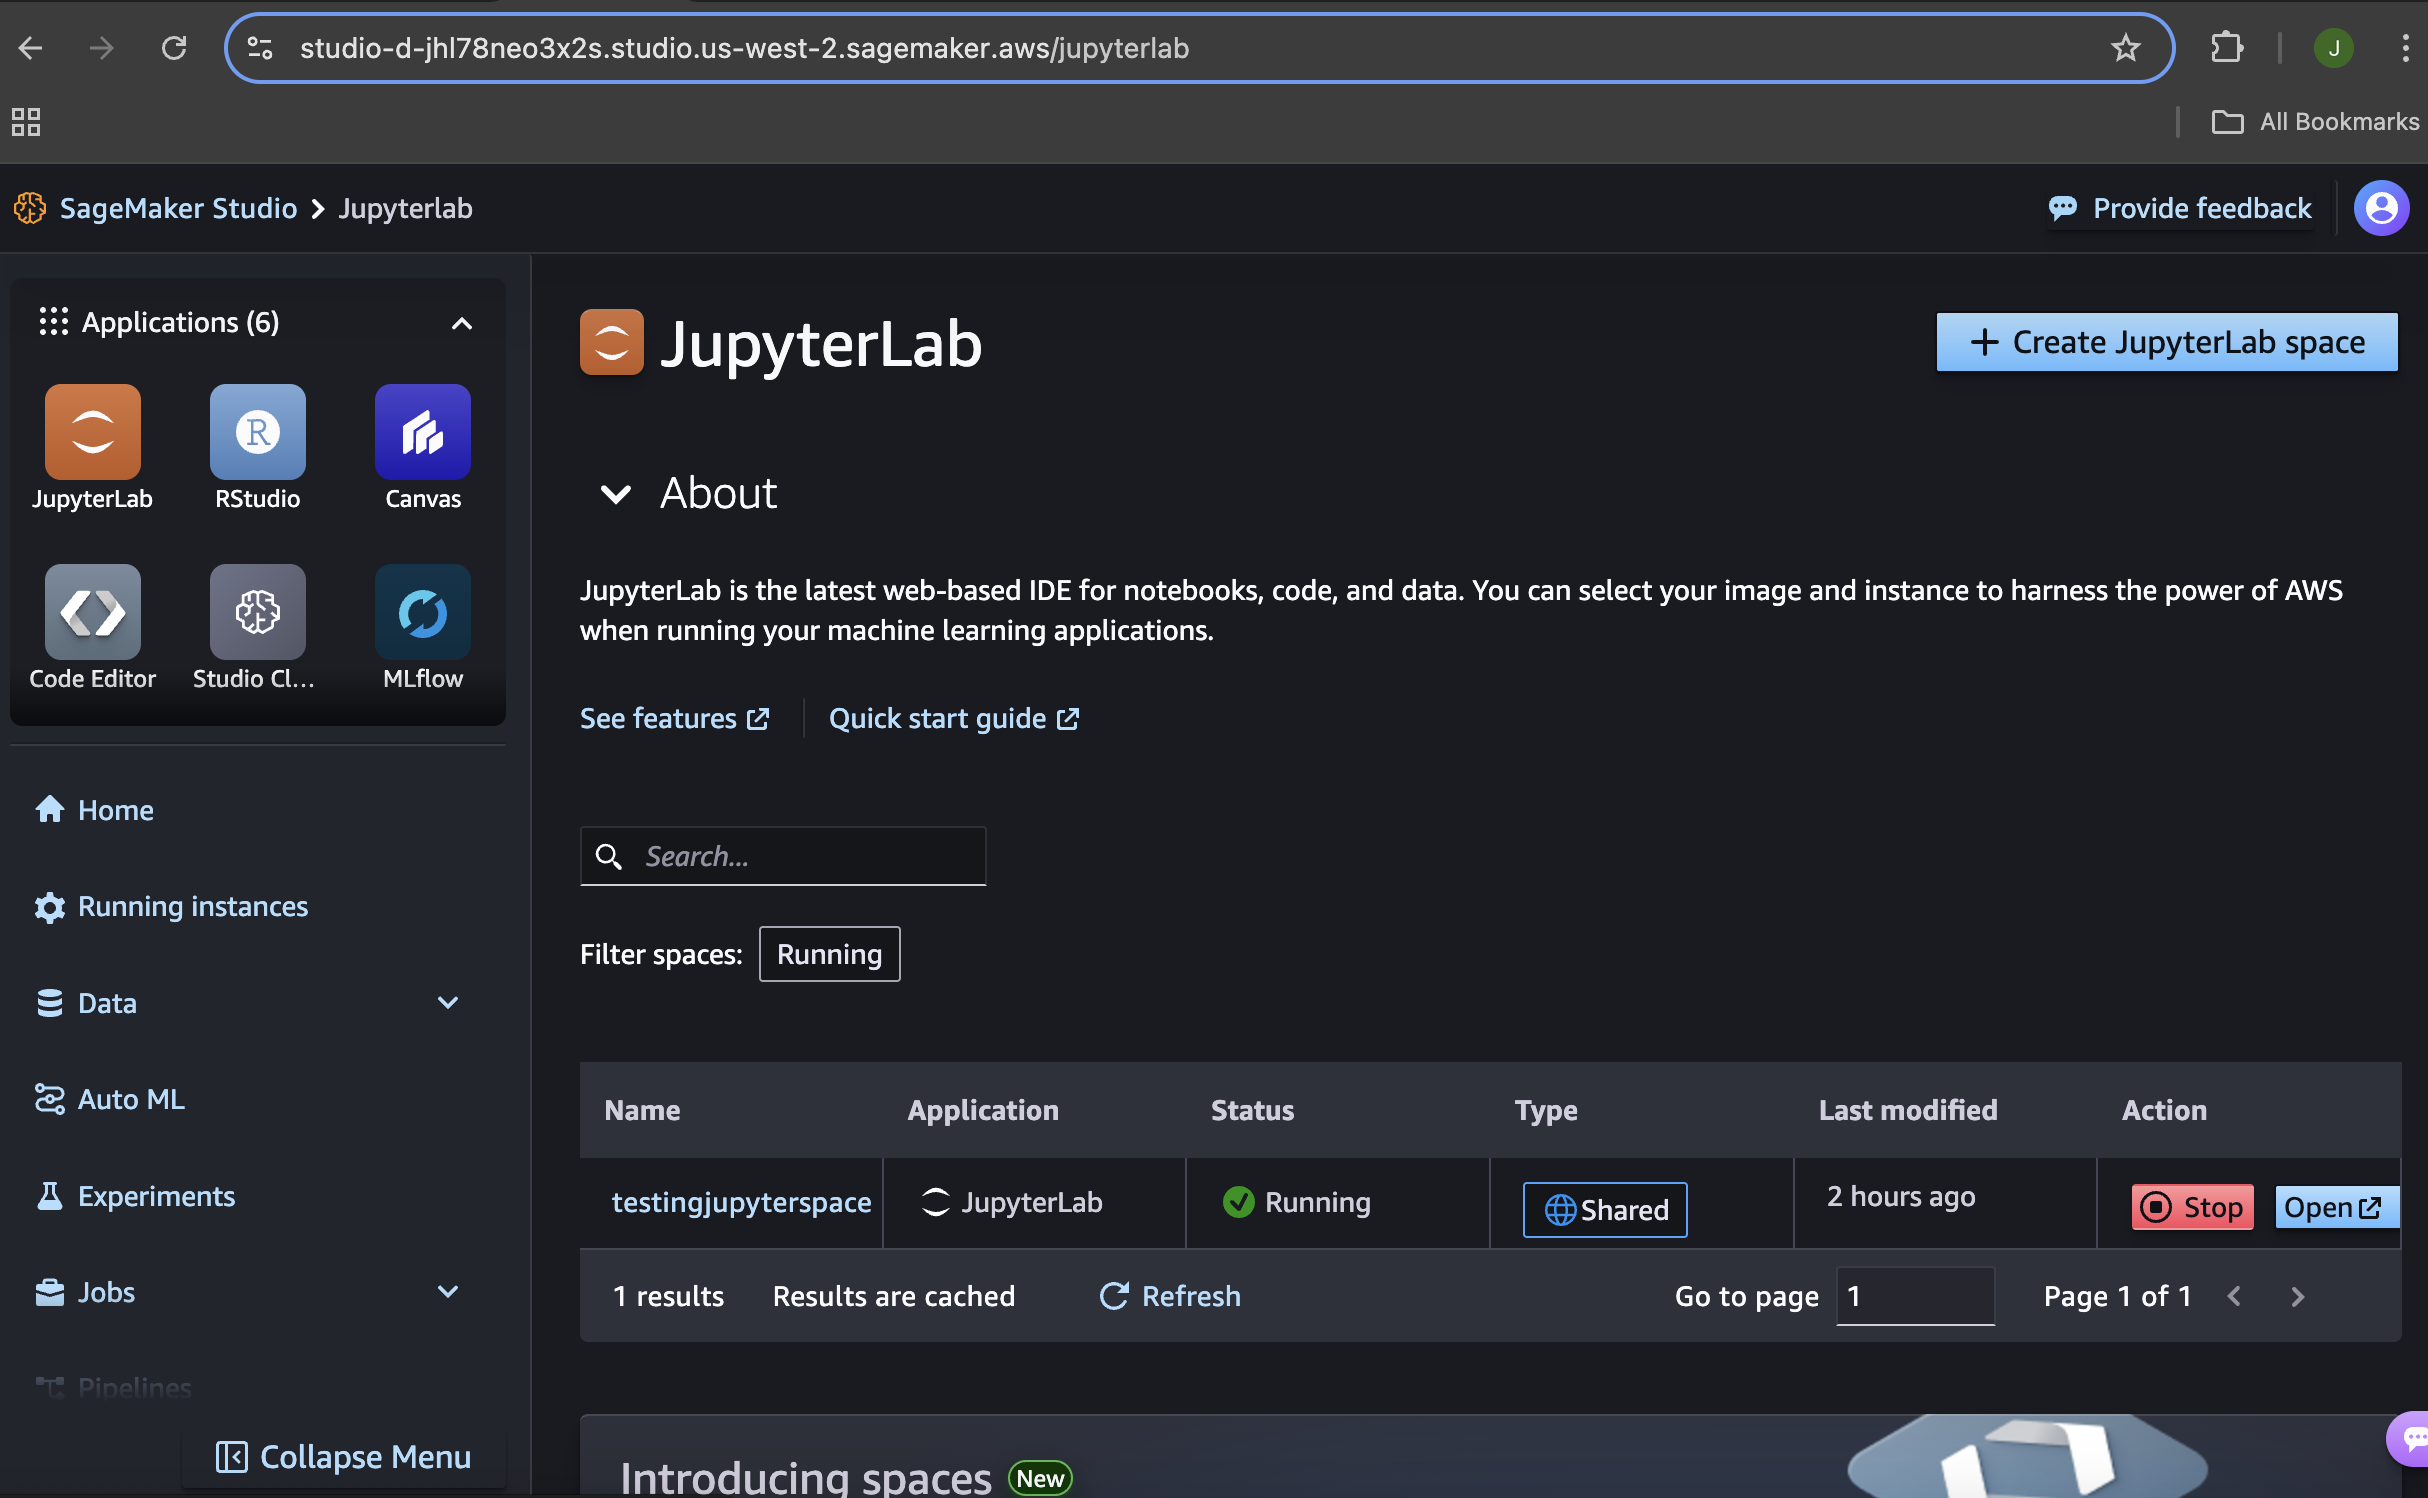 studio-d-jhl78neo3x2s.studio.us-west-2.sagemaker.aws/jupyterlab
J
All Bookmarks
SageMaker Studio
Jupyterlab
Provide feedback
Applications (6)
JupyterLab
RStudio
Canvas
Code Editor
Studio Cl...
MLflow
Home
Running instances
Data
Auto ML
Experiments
Jobs
Pipelines
Collapse Menu
JupyterLab
Create JupyterLab space
About
JupyterLab is the latest web-based IDE for notebooks, code, and data. You can select your image and instance to harness the power of AWS
when running your machine learning applications.
See features
Quick start guide
Search...
Filter spaces: Running
Name Application Status Type Last modified Action
testingjupyterspace JupyterLab Running Shared 2 hours ago Stop Open
1 results Results are cached Refresh Go to page 1 Page 1 of 1
Introducing spaces New